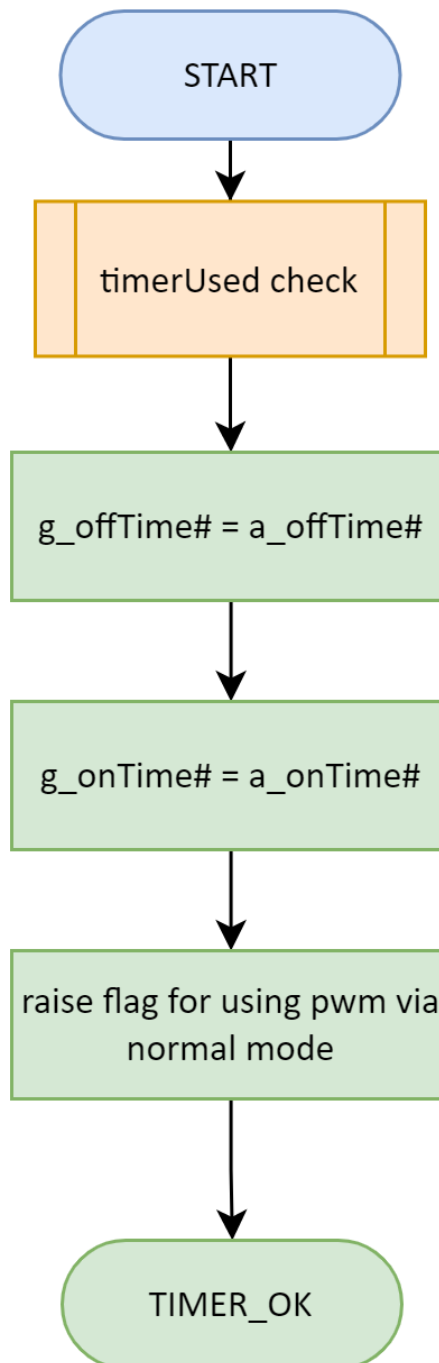 START
timerUsed check
g_offTime# = a_offTime#
g_onTime# = a_onTime#
raise flag for using pwm via
normal mode
TIMER_OK